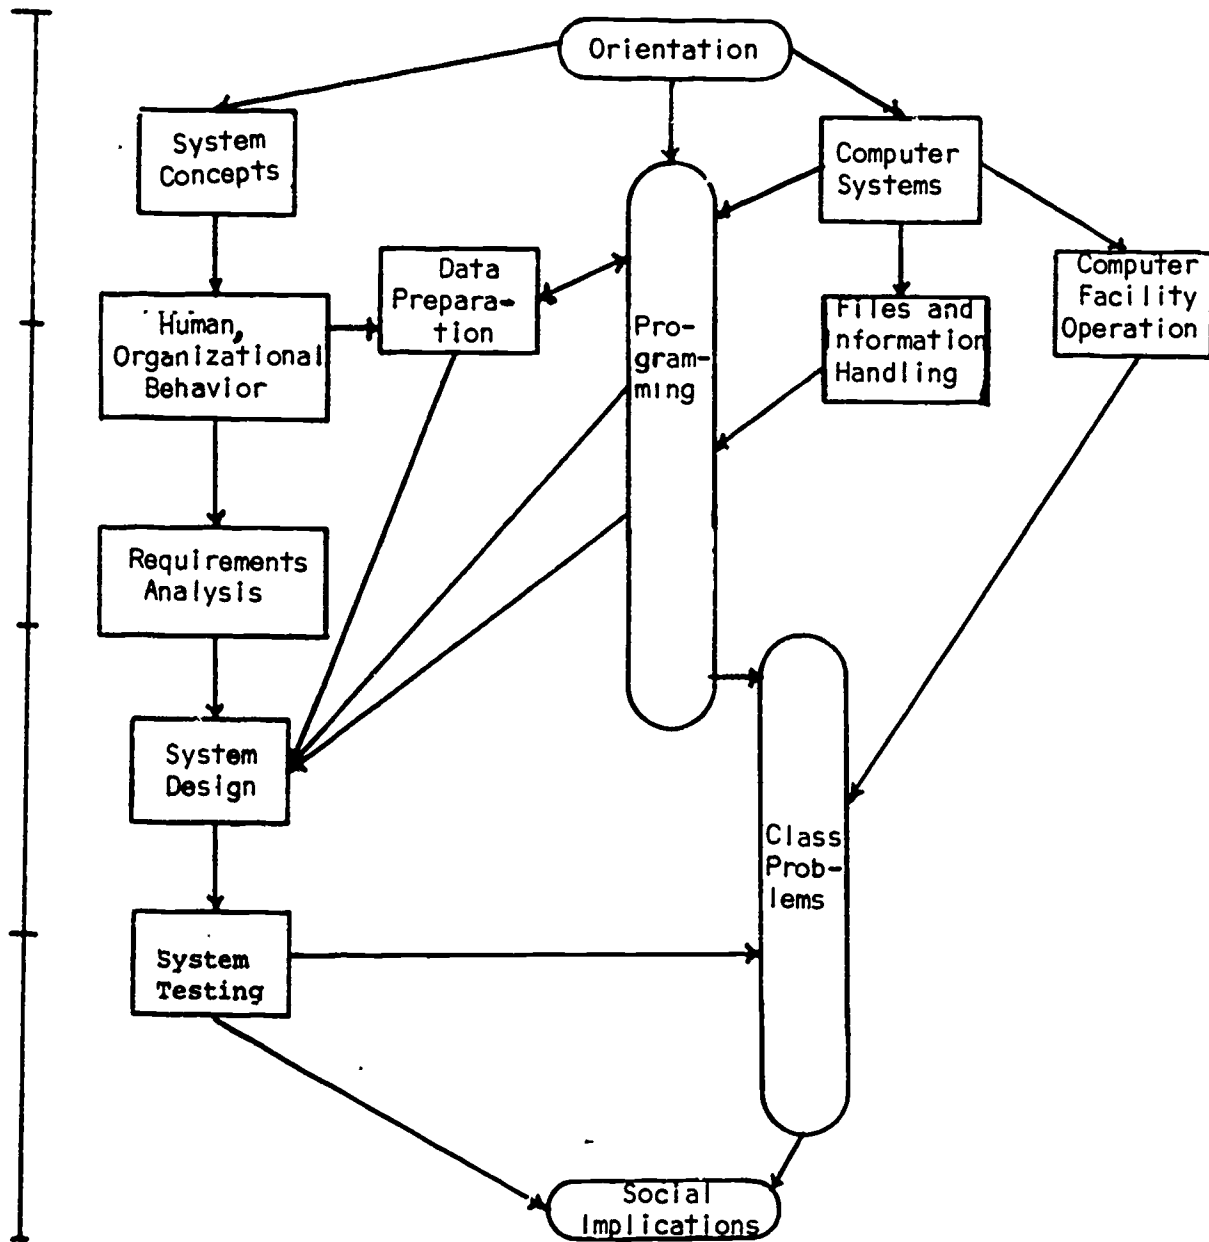 Orientation
System
Concepts
Computer
Systems
Data
Prepara-
tion
Computer
Facility
Operation
Human,
Organizational
Behavior
Pro-
gram-
ming
Files and
nformation
Handling
Requirements
Analysis
System
Design
Class
Prob-
lems
System
Testing
Social
Implications